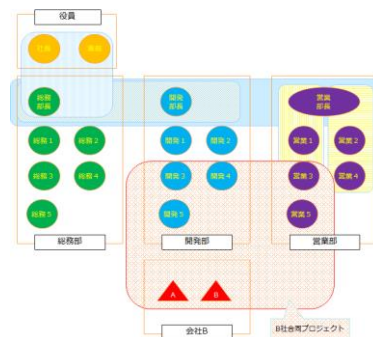 役員
社長
総務
部長
開発
部長
営業
部長
総務1
総務2
開発1
開発2
営業1
営業2
総務3
総務4
開発3
開発4
営業3
営業4
総務5
開発5
営業5
総務部
開発部
営業部
A
B
会社B
B社合同プロジェクト